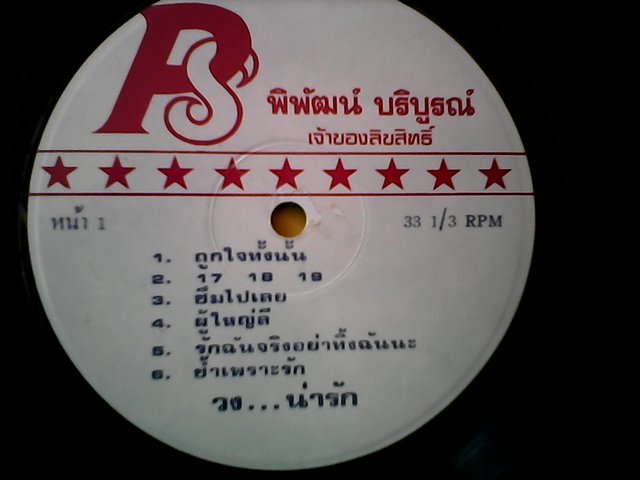 PS
พิพัฒน์ บริบูรณ์
เจ้าของลิขสิทธิ์
หน้า 1
33 1/3 RPM
1. ถูกใจทั้งนั้น
2. 17 18 19
3. ฮึ่มไปเลย
4. ผู้ใหญ่ลี
5. รักฉันจริงอย่าทิ้งฉันนะ
6. ช้ำเพราะรัก
วง...น่ารัก